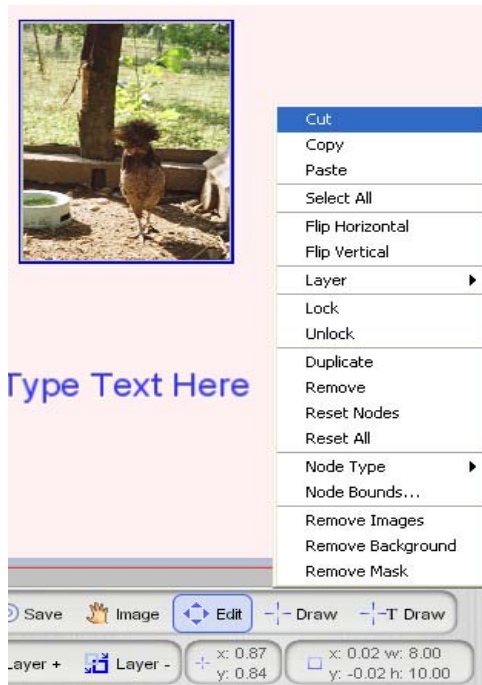 Cut
Copy
Paste
Select All
Flip Horizontal
Flip Vertical
Layer
Lock
Unlock
Duplicate
Remove
Reset Nodes
Reset All
Node Type
Node Bounds...
Remove Images
Remove Background
Remove Mask
Type Text Here
Save Image Edit Draw T Draw
Layer + Layer - x: 0.87 x: 0.02 w: 8.00
y: 0.84 y: -0.02 h: 10.00